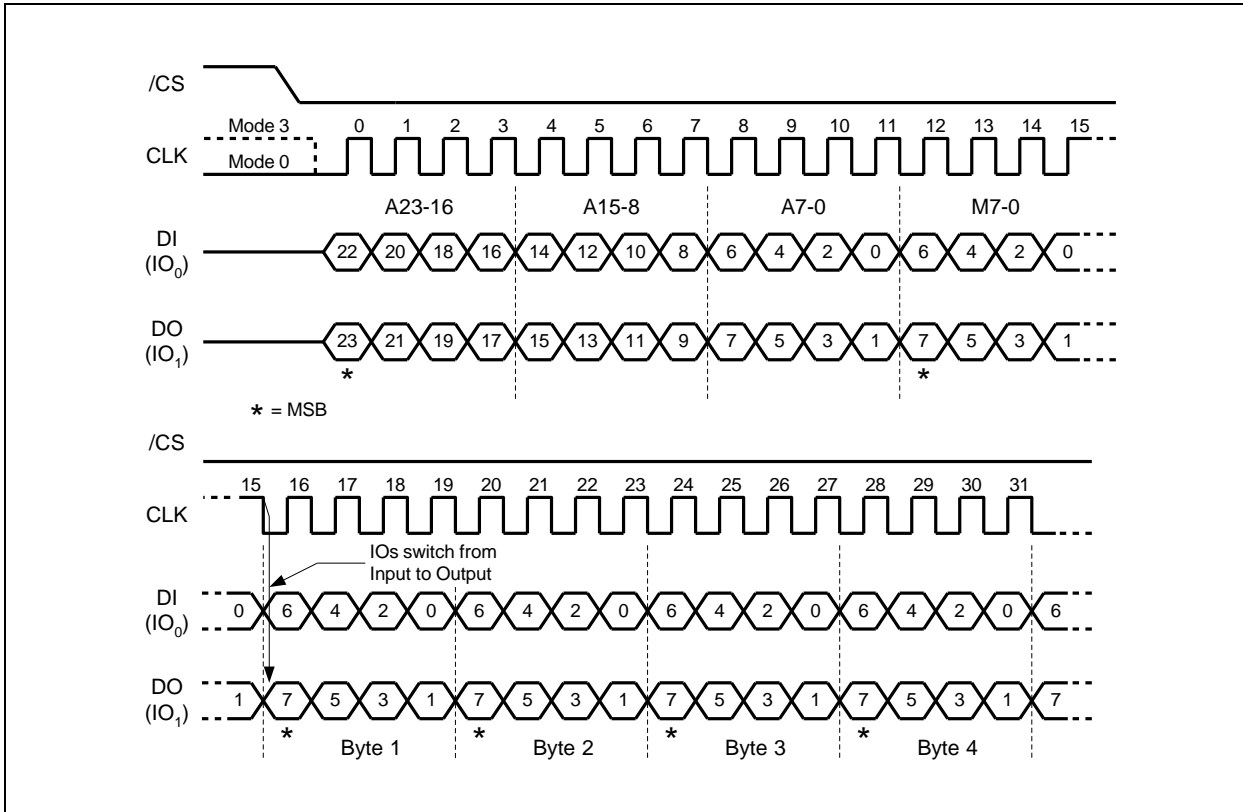 /CS
Mode 3 0 1 2 3 4 5 6 7 8 9 10 11 12 13 14 15
CLK
Mode 0
A23-16 A15-8 A7-0 M7-0
DI
(IO0)
22 20 18 16 14 12 10 8 6 4 2 0 6 4 2 0
DO
(IO1)
23 21 19 17 15 13 11 9 7 5 3 1 7 5 3 1
* *
* = MSB
/CS
15 16 17 18 19 20 21 22 23 24 25 26 27 28 29 30 31
CLK
IOs switch from
Input to Output
DI
(IO0)
0 6 4 2 0 6 4 2 0 6 4 2 0 6 4 2 0 6
DO
(IO1)
1 7 5 3 1 7 5 3 1 7 5 3 1 7 5 3 1 7
* * * *
Byte 1 Byte 2 Byte 3 Byte 4